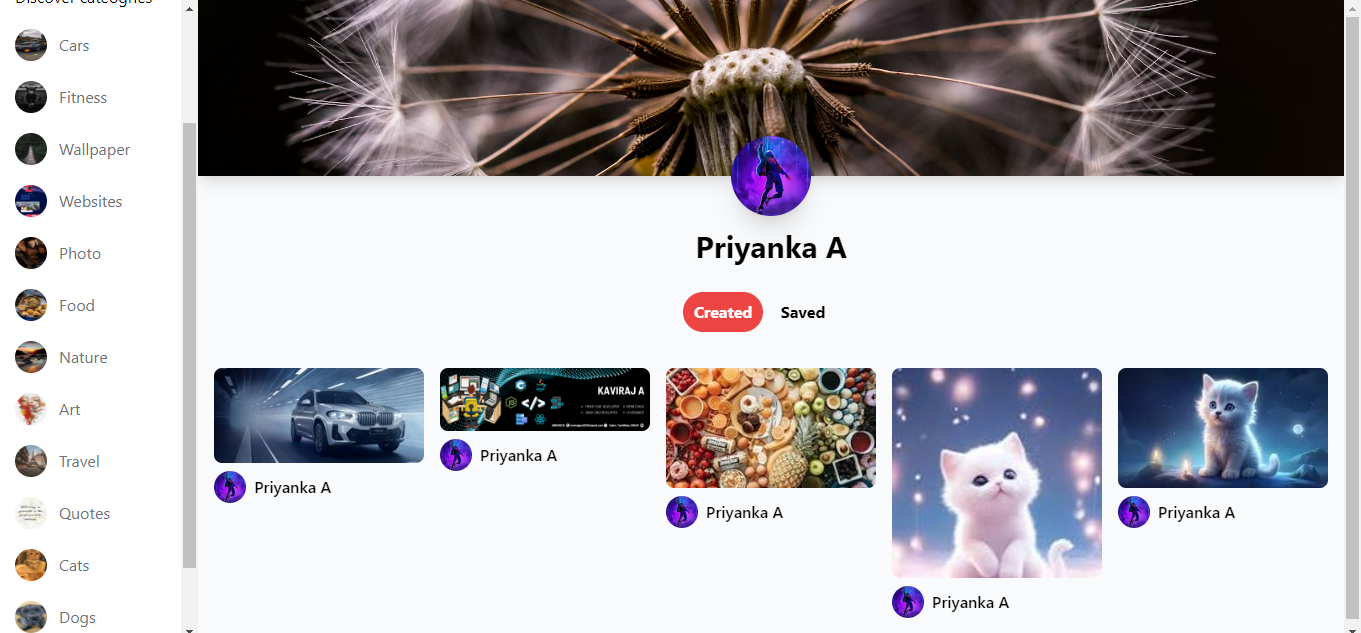 Discover cateogries
Cars
Fitness
Wallpaper
Websites
Photo
Food
Nature
Art
Travel
Quotes
Cats
Dogs
Priyanka A
Created
Saved
KAVIRAJ A
</>
Priyanka A
Priyanka A
Priyanka A
Priyanka A
Priyanka A